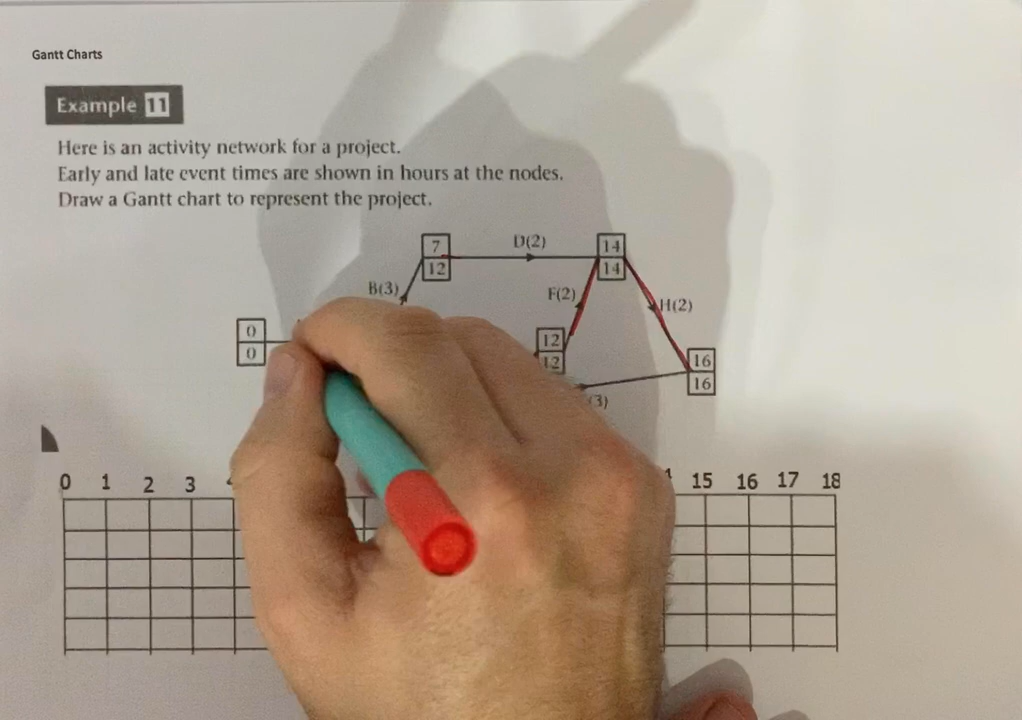 Gantt Charts
Example 11
Here is an activity network for a project.
Early and late event times are shown in hours at the nodes.
Draw a Gantt chart to represent the project.
7
12
D(2)
14
14
B(3)
F(2)
H(2)
0
0
12
12
16
16
0 1 2 3 15 16 17 18